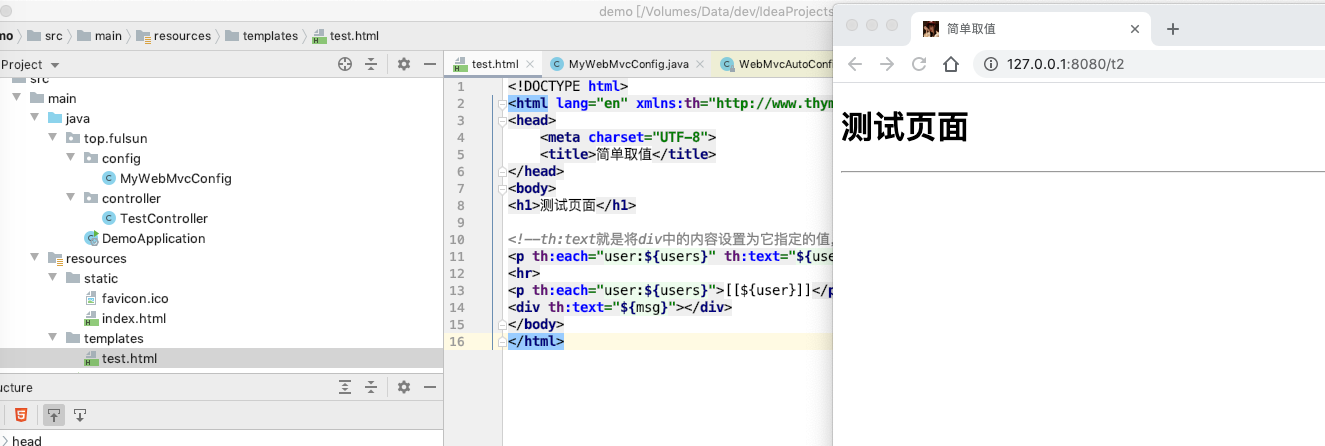 demo [/Volumes/Data/dev/IdeaProjects
mo src main resources templates test.html
Project
src
main
java
top.fulsun
config
MyWebMvcConfig
controller
TestController
DemoApplication
resources
static
favicon.ico
index.html
templates
test.html
ucture
head
test.html MyWebMvcConfig.java WebMvcAutoConf
1 <!DOCTYPE html>
2 <html lang="en" xmlns:th="http://www.thym
3 <head>
4 <meta charset="UTF-8">
5 <title>简单取值</title>
6 </head>
7 <body>
8 <h1>测试页面</h1>
9
10 <!--th:text就是将div中的内容设置为它指定的值,
11 <p th:each="user:${users}" th:text="${use
12 <hr>
13 <p th:each="user:${users}">[[${user}]]</p
14 <div th:text="${msg}"></div>
15 </body>
16 </html>
简单取值
127.0.0.1:8080/t2
测试页面